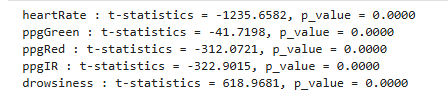 heartRate : t-statistics = -1235.6582, p_value = 0.0000
ppgGreen : t-statistics = -41.7198, p_value = 0.0000
ppgRed : t-statistics = -312.0721, p_value = 0.0000
ppgIR : t-statistics = -322.9015, p_value = 0.0000
drowsiness : t-statistics = 618.9681, p_value = 0.0000